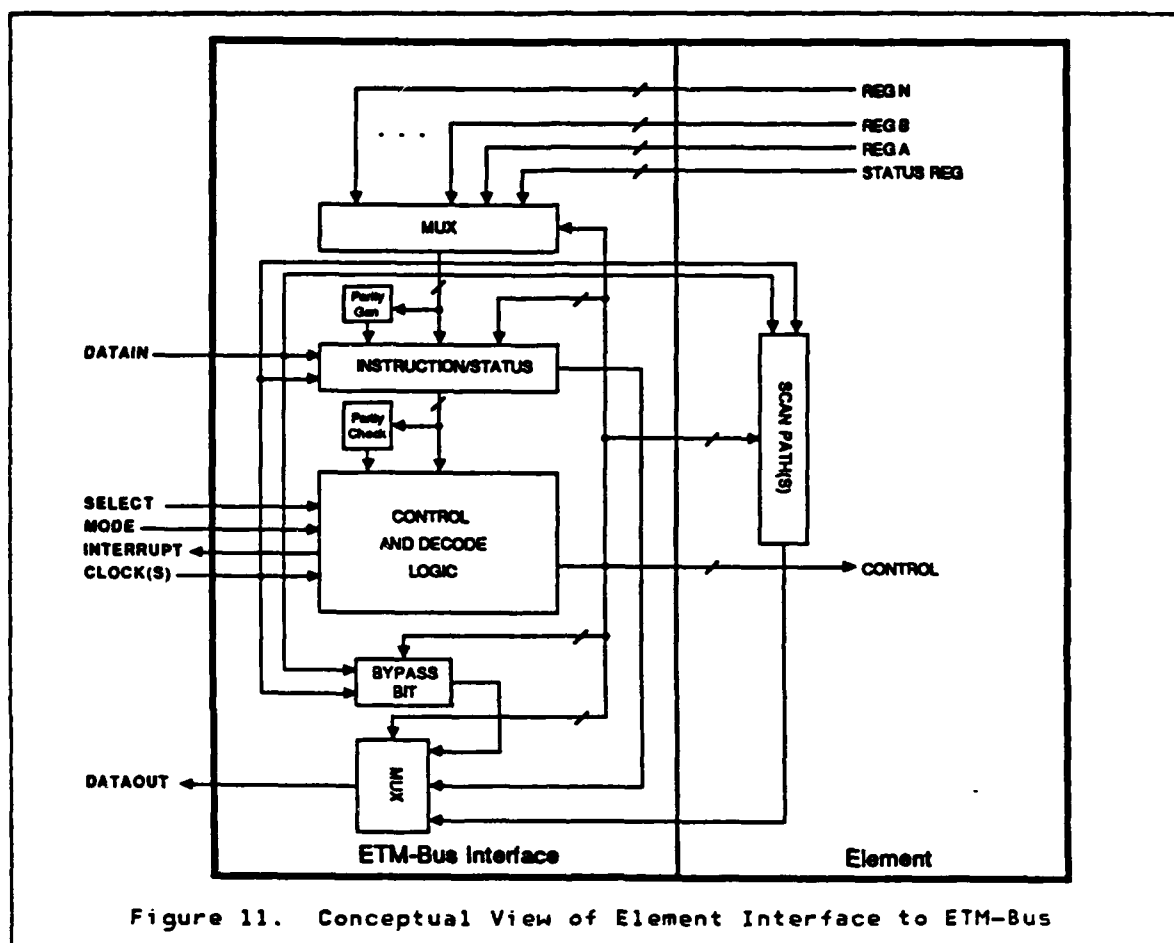 REG N
REG B
REG A
STATUS REG
. . .
MUX
Parity
Gen
DATAIN
INSTRUCTION/STATUS
Parity
Check
SCAN PATH(S)
SELECT
MODE
INTERRUPT
CLOCK(S)
CONTROL
AND DECODE
LOGIC
CONTROL
BYPASS
BIT
MUX
DATAOUT
ETM-Bus Interface
Element
Figure 11. Conceptual View of Element Interface to ETM-Bus